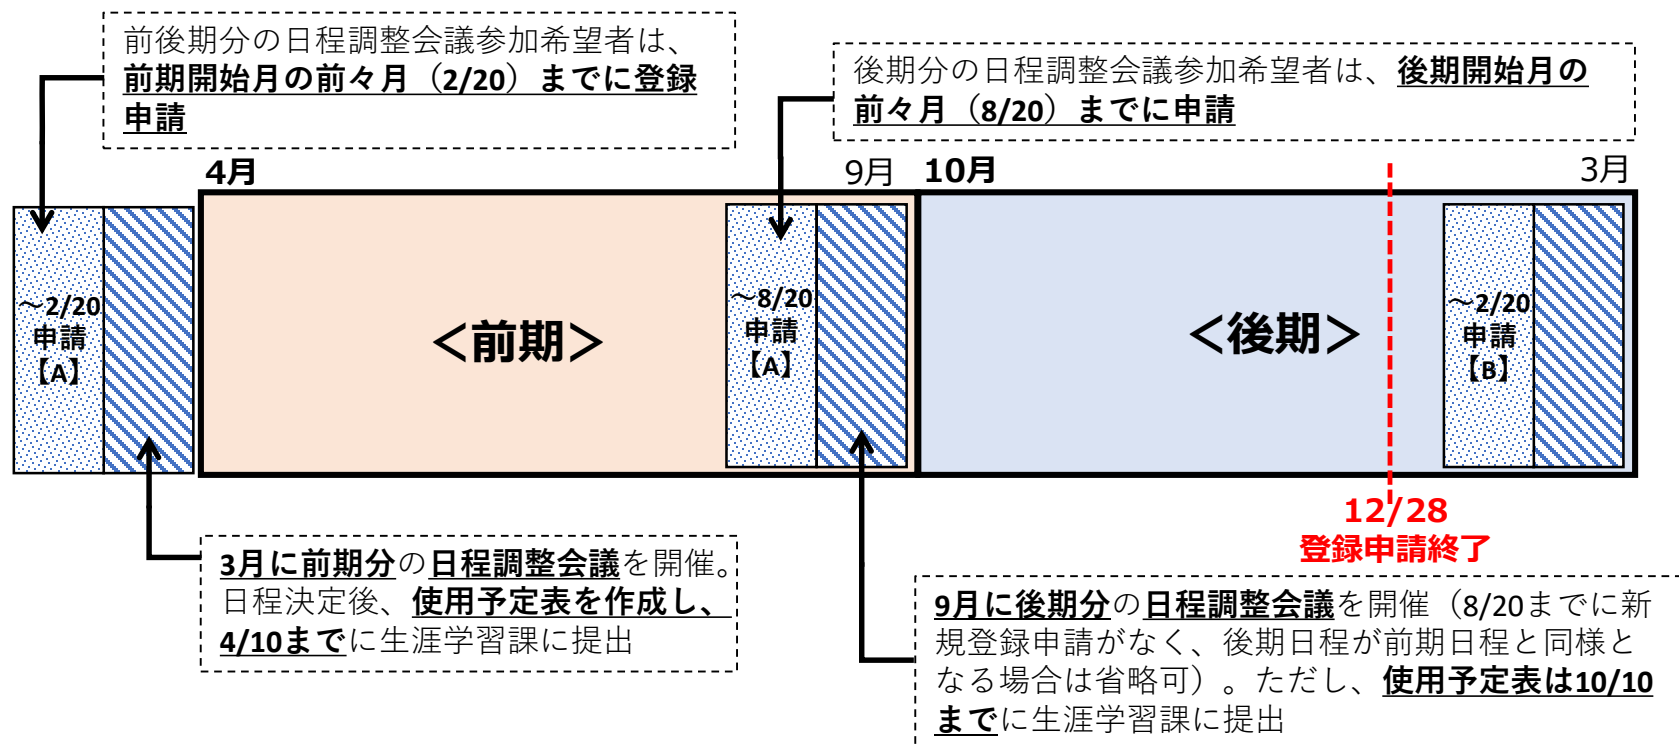 前後期分の日程調整会議参加希望者は、
前期開始月の前々月（2/20）までに登録
申請
後期分の日程調整会議参加希望者は、後期開始月の
前々月（8/20）までに申請
4月
9月
10月
3月
～2/20
申請
【A】
＜前期＞
～8/20
申請
【A】
＜後期＞
～2/20
申請
【B】
12/28
登録申請終了
3月に前期分の日程調整会議を開催。
日程決定後、使用予定表を作成し、
4/10までに生涯学習課に提出
9月に後期分の日程調整会議を開催（8/20までに新
規登録申請がなく、後期日程が前期日程と同様と
なる場合は省略可）。ただし、使用予定表は10/10
までに生涯学習課に提出